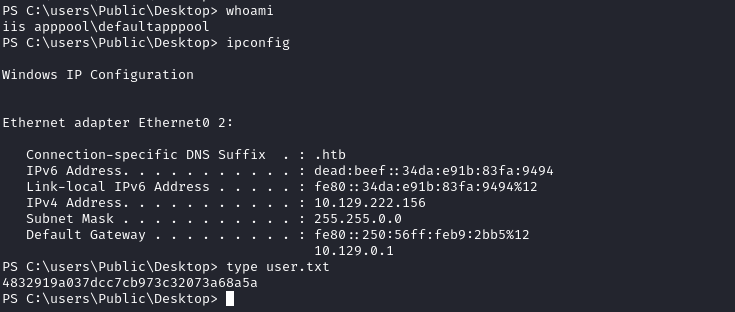 PS C:\users\Public\Desktop> whoami
iis apppool\defaultapppool
PS C:\users\Public\Desktop> ipconfig
Windows IP Configuration
Ethernet adapter Ethernet0 2:
Connection-specific DNS Suffix  . : .htb
IPv6 Address. . . . . . . . . . . : dead:beef::34da:e91b:83fa:9494
Link-local IPv6 Address . . . . . : fe80::34da:e91b:83fa:9494%12
IPv4 Address. . . . . . . . . . . : 10.129.222.156
Subnet Mask . . . . . . . . . . . : 255.255.0.0
Default Gateway . . . . . . . . . : fe80::250:56ff:feb9:2bb5%12
10.129.0.1
PS C:\users\Public\Desktop> type user.txt
4832919a037dcc7cb973c32073a68a5a
PS C:\users\Public\Desktop>